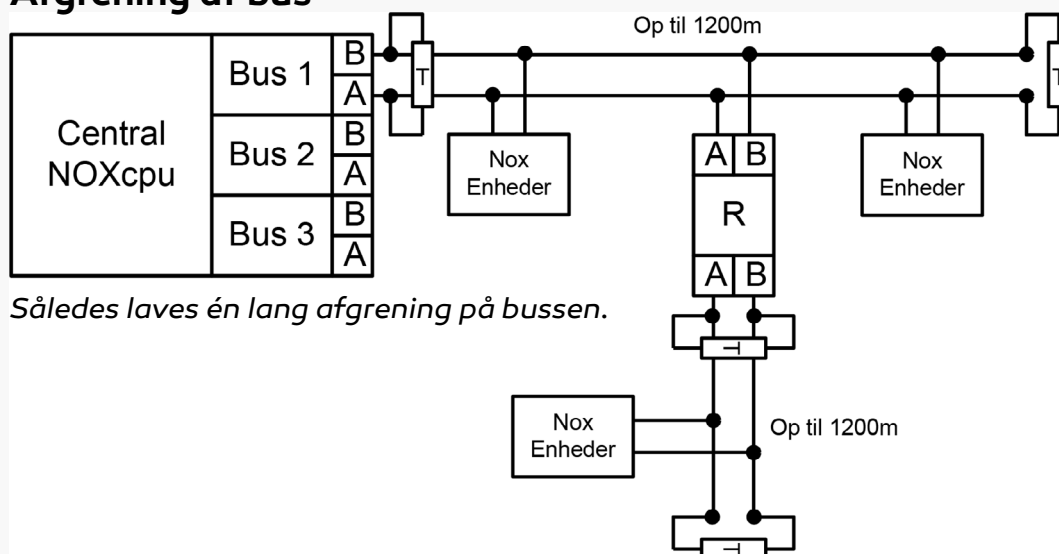 Afgrening af bus
Op til 1200m
Central
NOXcpu
Bus 1
B
A
Bus 2
B
A
Bus 3
B
A
T
T
Nox
Enheder
A B
R
A B
Nox
Enheder
Således laves én lang afgrening på bussen.
T
Nox
Enheder
Op til 1200m
T